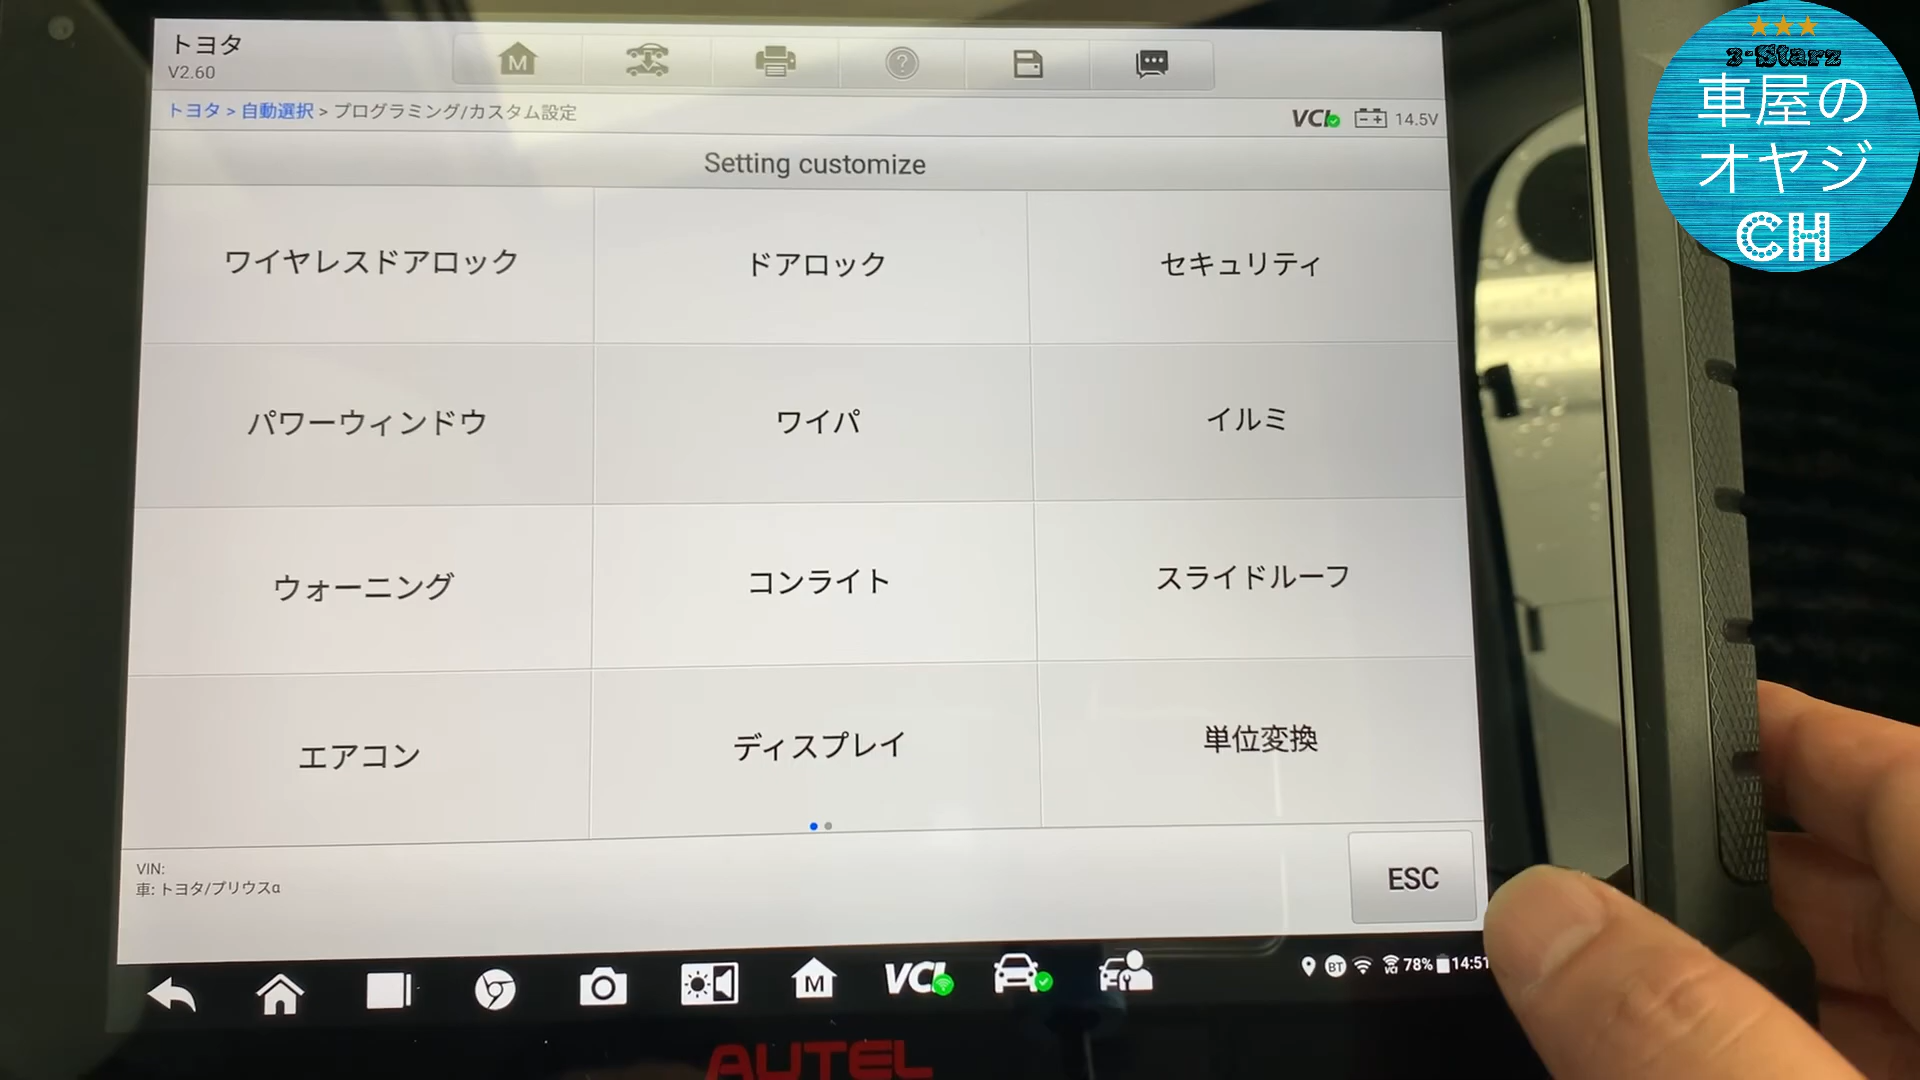 トヨタ
V2.60
M
?
トヨタ > 自動選択 > プログラミング/カスタム設定
VCI
14.5V
Setting customize
ワイヤレスドアロック
ドアロック
セキュリティ
パワーウィンドウ
ワイパ
イルミ
ウォーニング
コンライト
スライドルーフ
エアコン
ディスプレイ
単位変換
VIN:
車: トヨタ/プリウスα
ESC
M
VCI
BT
VCI
78%
14:51
AUTEL
3-Starz
車屋の
オヤジ
CH